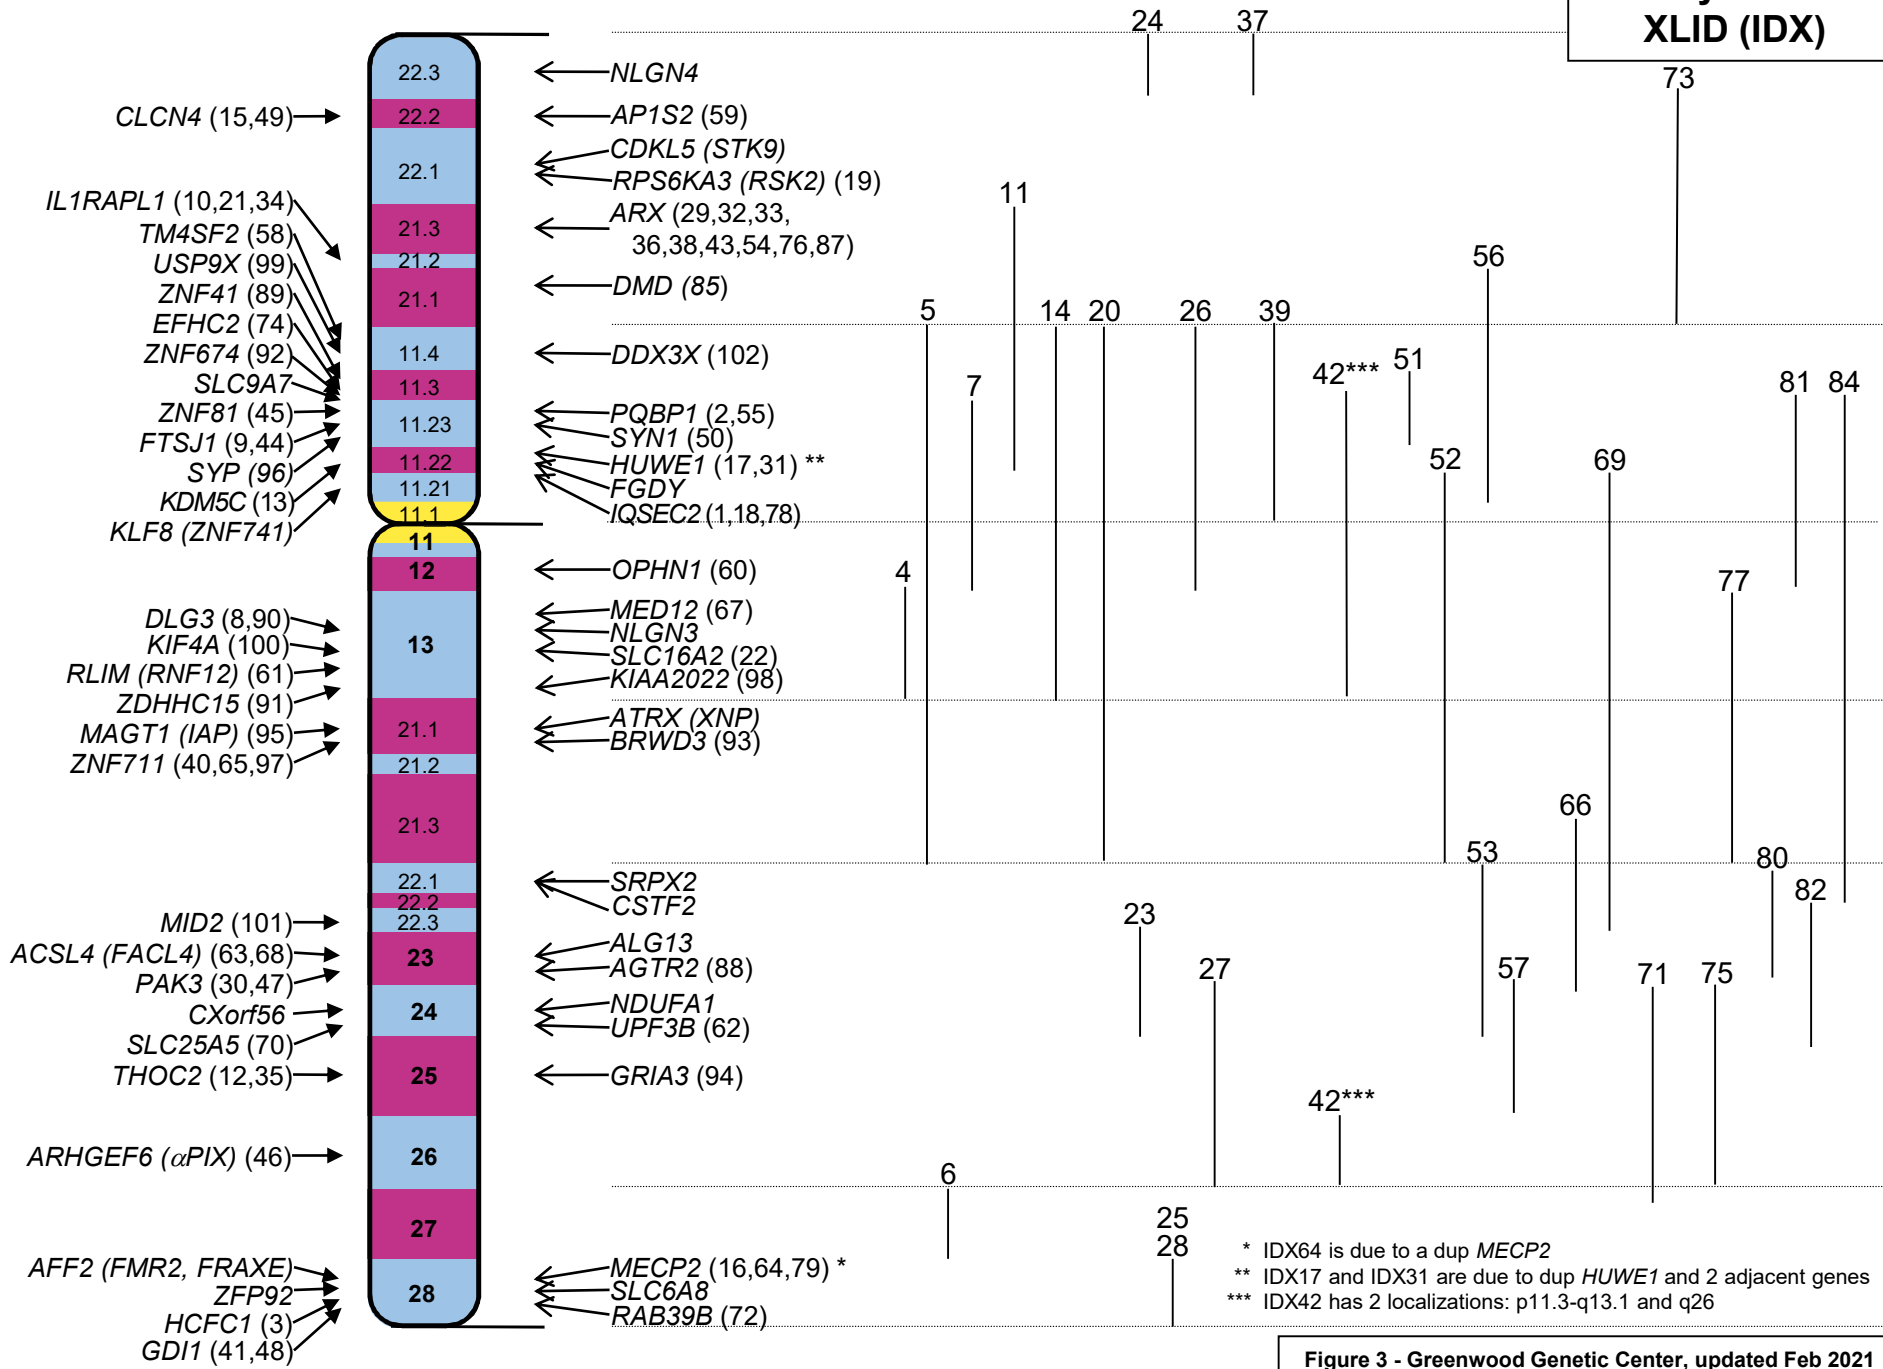 XLID (IDX)
24
37
73
22.3
22.2
22.1
21.3
21.2
21.1
11.4
11.3
11.23
11.22
11.21
11.1
11
12
13
21.1
21.2
21.3
22.1
22.2
22.3
23
24
25
26
27
28
CLCN4 (15,49)
IL1RAPL1 (10,21,34)
TM4SF2 (58)
USP9X (99)
ZNF41 (89)
EFHC2 (74)
ZNF674 (92)
SLC9A7
ZNF81 (45)
FTSJ1 (9,44)
SYP (96)
KDM5C (13)
KLF8 (ZNF741)
DLG3 (8,90)
KIF4A (100)
RLIM (RNF12) (61)
ZDHHC15 (91)
MAGT1 (IAP) (95)
ZNF711 (40,65,97)
MID2 (101)
ACSL4 (FACL4) (63,68)
PAK3 (30,47)
CXorf56
SLC25A5 (70)
THOC2 (12,35)
ARHGEF6 (αPIX) (46)
AFF2 (FMR2, FRAXE)
ZFP92
HCFC1 (3)
GDI1 (41,48)
NLGN4
AP1S2 (59)
CDKL5 (STK9)
RPS6KA3 (RSK2) (19)
ARX (29,32,33,
36,38,43,54,76,87)
DMD (85)
DDX3X (102)
PQBP1 (2,55)
SYN1 (50)
HUWE1 (17,31) **
FGDY
IQSEC2 (1,18,78)
OPHN1 (60)
MED12 (67)
NLGN3
SLC16A2 (22)
KIAA2022 (98)
ATRX (XNP)
BRWD3 (93)
SRPX2
CSTF2
ALG13
AGTR2 (88)
NDUFA1
UPF3B (62)
GRIA3 (94)
MECP2 (16,64,79) *
SLC6A8
RAB39B (72)
11
56
5
14
20
26
39
7
42***
51
81
84
52
69
4
77
66
53
80
82
23
27
57
71
75
42***
6
25
28
* IDX64 is due to a dup MECP2
** IDX17 and IDX31 are due to dup HUWE1 and 2 adjacent genes
*** IDX42 has 2 localizations: p11.3-q13.1 and q26
Figure 3 - Greenwood Genetic Center, updated Feb 2021